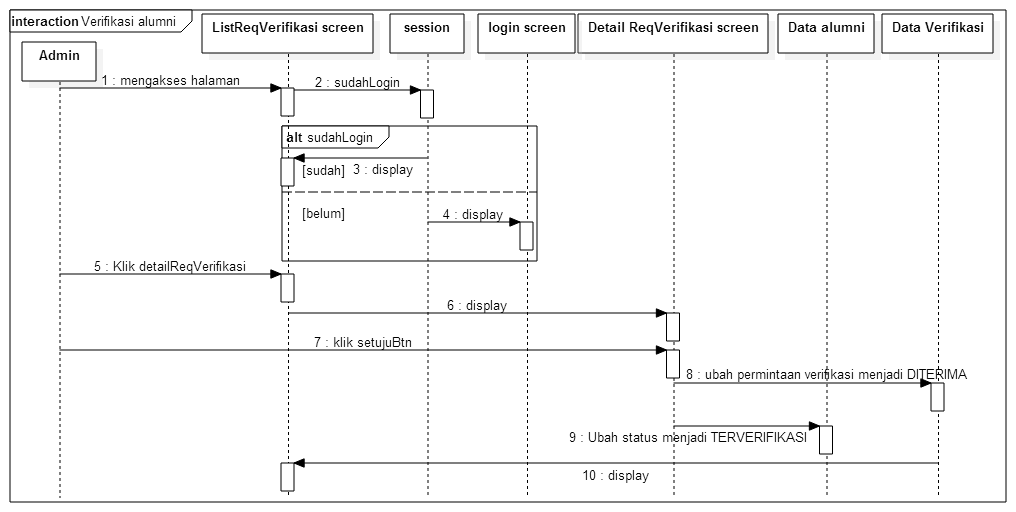 interaction Verifikasi alumni
ListReqVerifikasi screen
session
login screen
Detail ReqVerifikasi screen
Data alumni
Data Verifikasi
Admin
1 : mengakses halaman
2 : sudahLogin
alt sudahLogin
[sudah]
3 : display
[belum]
4 : display
5 : Klik detailReqVerifikasi
6 : display
7 : klik setujuBtn
8 : ubah permintaan verifikasi menjadi DITERIMA
9 : Ubah status menjadi TERVERIFIKASI
10 : display